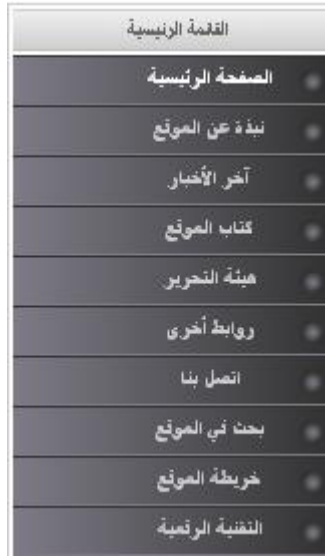 القائمة الرئيسية
الصفحة الرئيسية
نبذة عن الموقع
آخر الأخبار
كتاب الموقع
هيئة التحرير
روابط أخرى
اتصل بنا
بحث في الموقع
خريطة الموقع
التقنية الرقمية